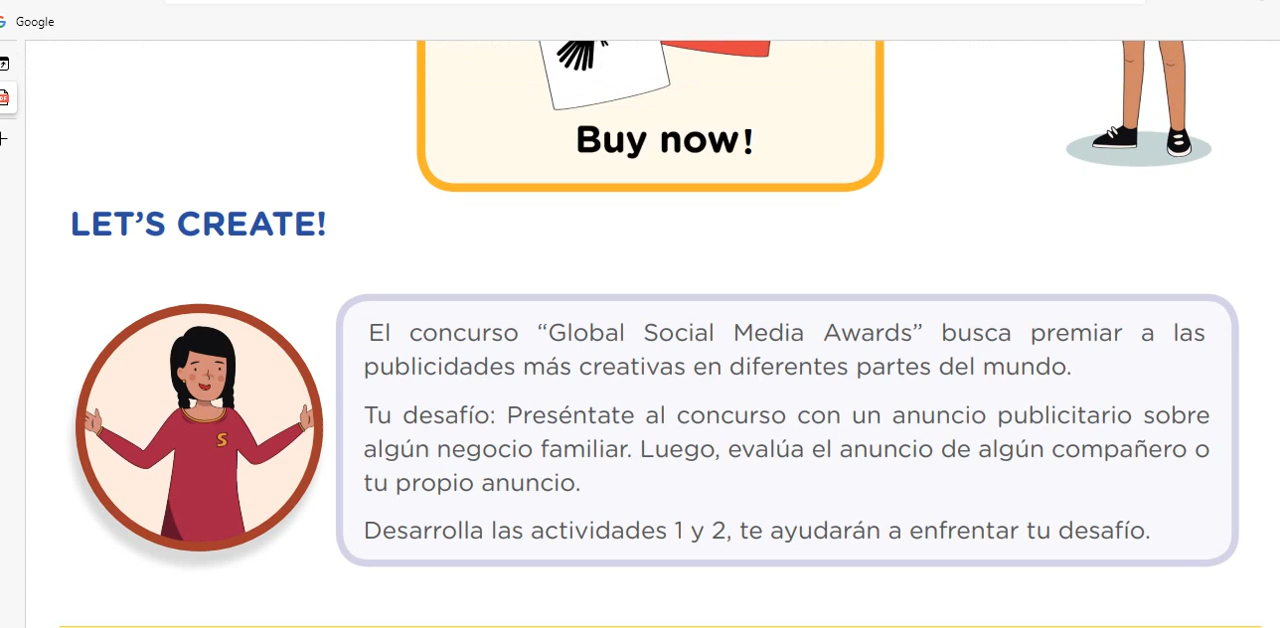 Google
Buy now!
LET'S CREATE!
El concurso “Global Social Media Awards” busca premiar a las
publicidades más creativas en diferentes partes del mundo.
Tu desafío: Preséntate al concurso con un anuncio publicitario sobre
algún negocio familiar. Luego, evalúa el anuncio de algún compañero o
tu propio anuncio.
S
Desarrolla las actividades 1 y 2, te ayudarán a enfrentar tu desafío.